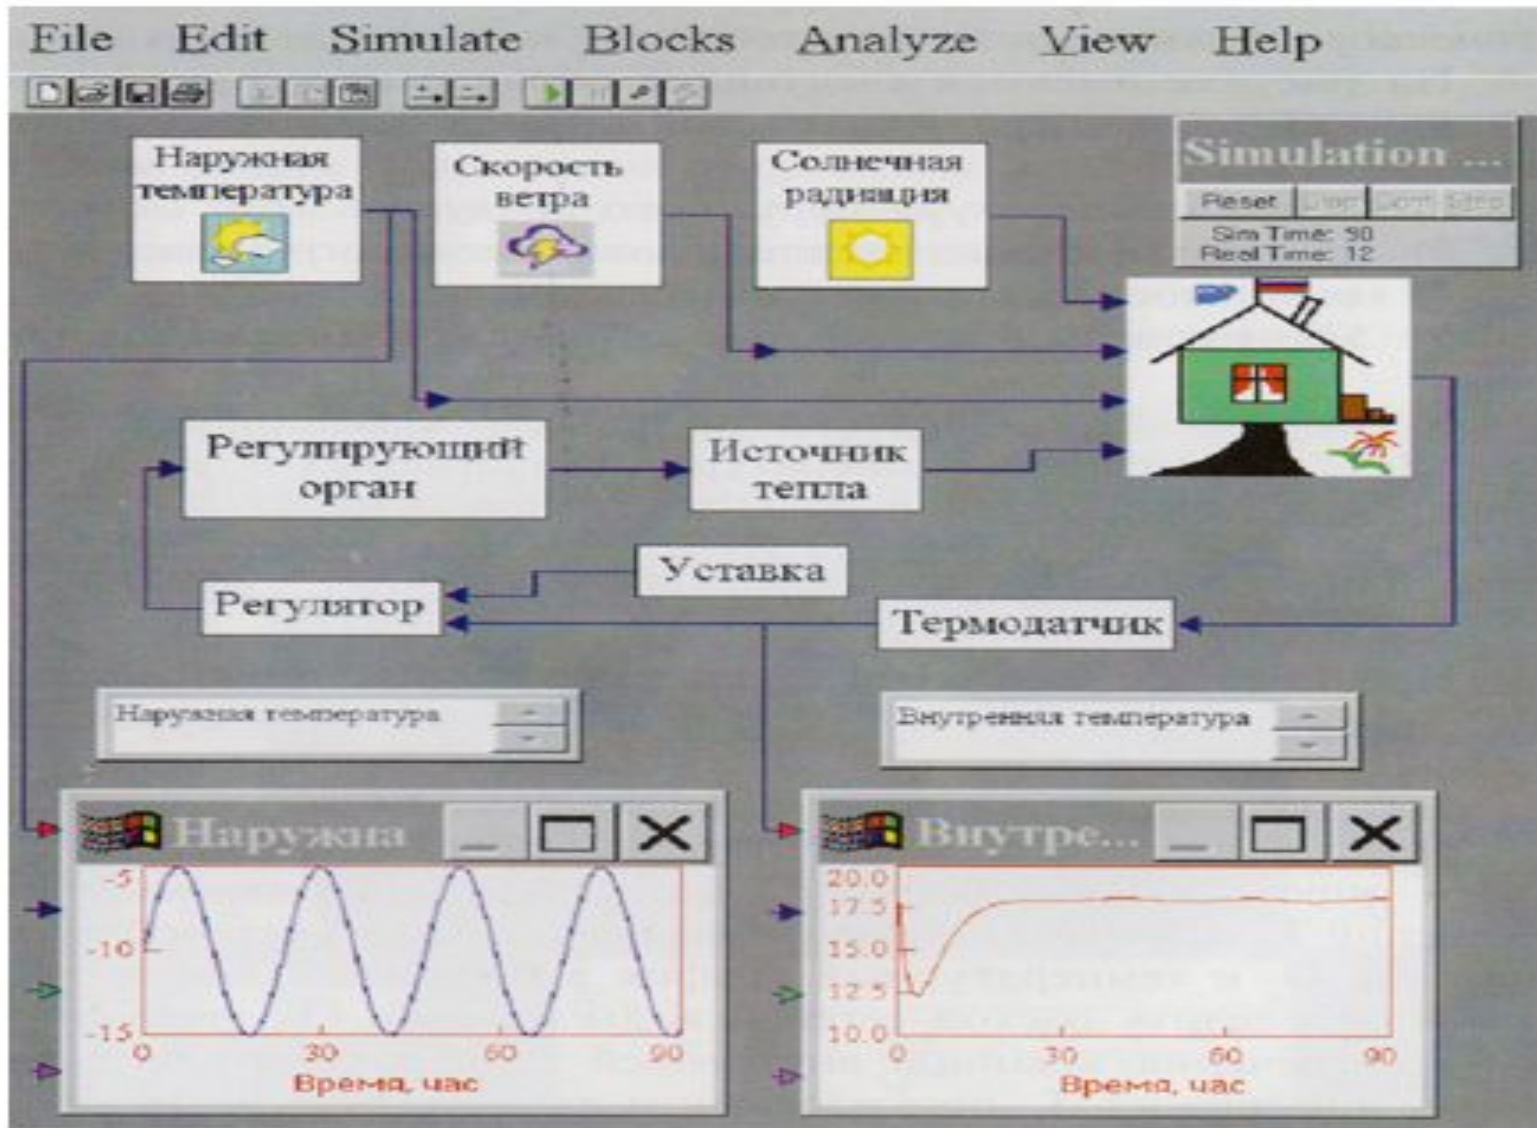 File Edit Simulate Blocks Analyze View Help
Наружная
температура
Скорость
ветра
Солнечная
радиация
Simulation ...
Reset
Sim Time: 90
Real Time: 12
Регулирующий
орган
Источник
тепла
Уставка
Регулятор
Термодатчик
Наружная температура
Внутренняя температура
Наружна
-5
-10
-15
0 30 60 90
Время, час
Внутре...
20.0
17.5
15.0
12.5
10.0
0 30 60 90
Время, час